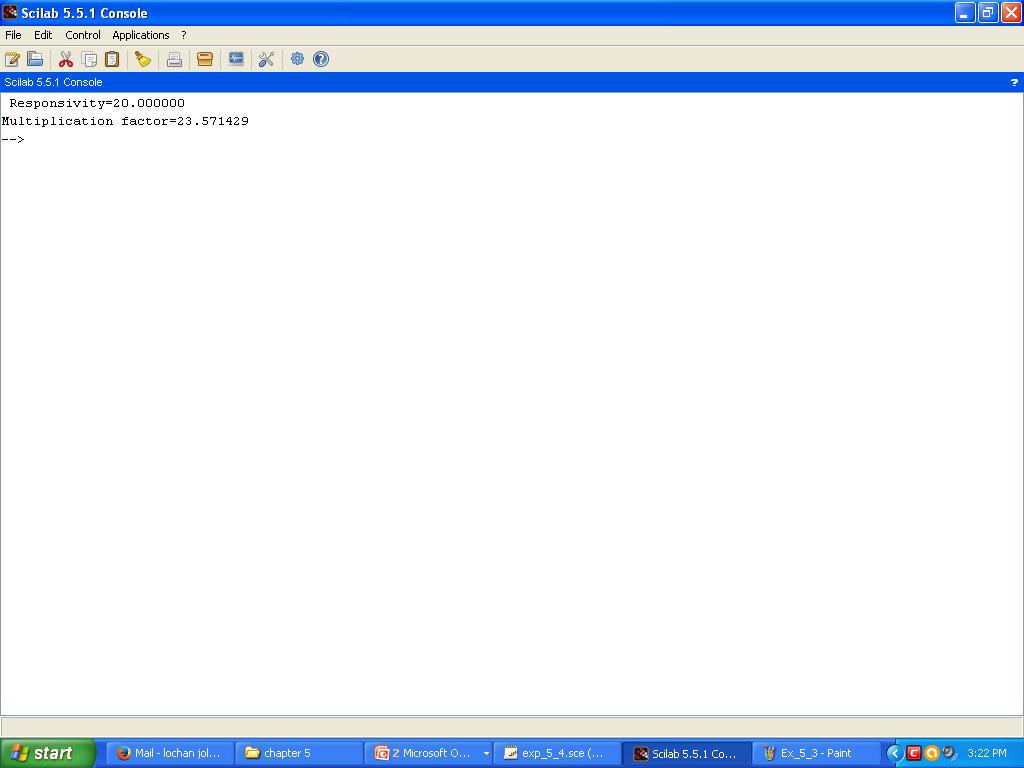 Scilab 5.5.1 Console
File Edit Control Applications ?
Scilab 5.5.1 Console ?
Responsivity=20.000000
Multiplication factor=23.571429
-->
start Mail - lochan jol... chapter 5 2 Microsoft O... exp_5_4.sce (... Scilab 5.5.1 Co... Ex_5_3 - Paint 3:22 PM